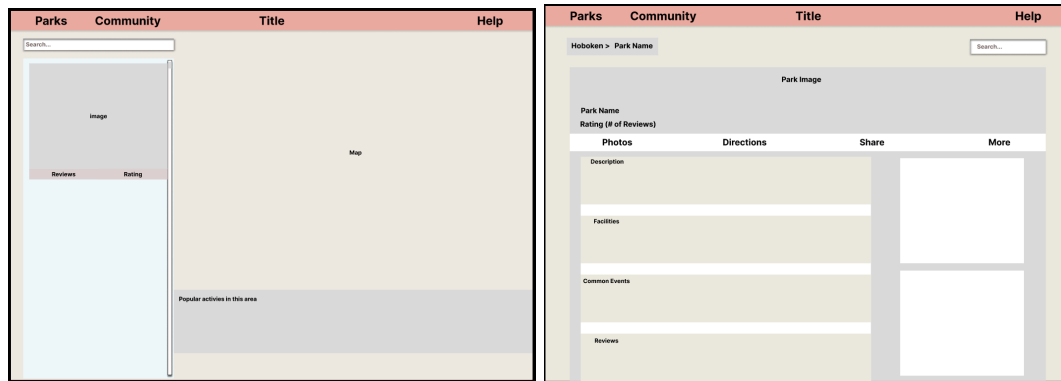 Parks Community Title Help
Search...
image
Reviews Rating
Map
Popular activies in this area
Parks Community Title Help
Hoboken > Park Name
Search...
Park Image
Park Name
Rating (# of Reviews)
Photos Directions Share More
Description
Facilities
Common Events
Reviews